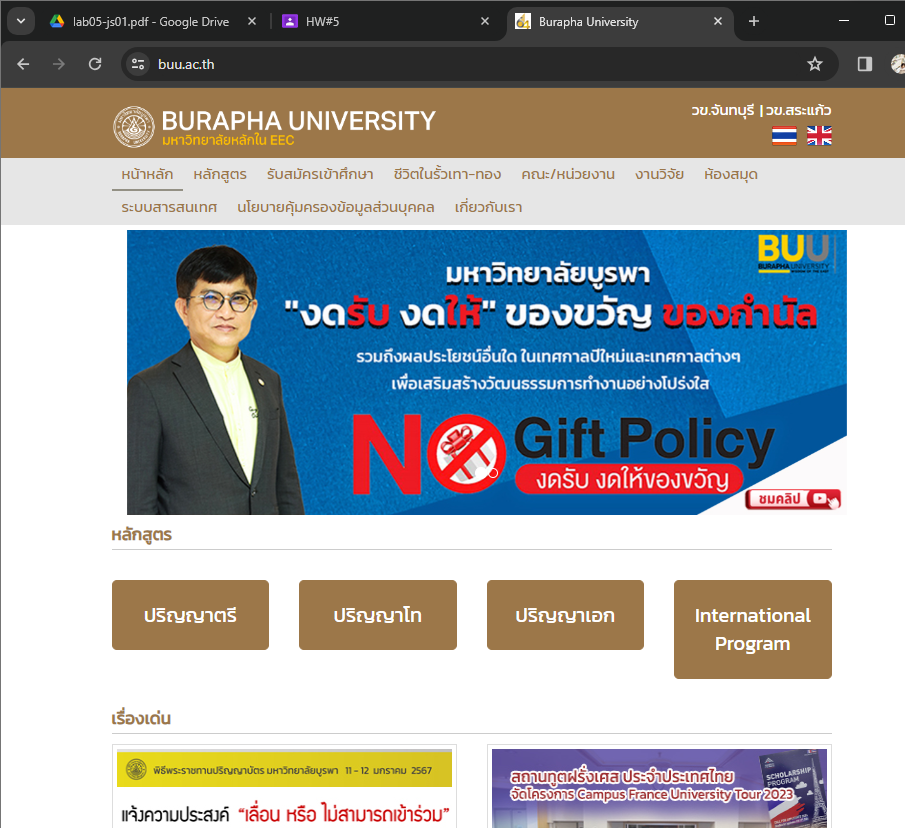 lab05-js01.pdf - Google Drive
HW#5
Burapha University
buu.ac.th
วข.จันทบุรี | วข.สระแก้ว
BURAPHA UNIVERSITY
มหาวิทยาลัยหลักใน EEC
หน้าหลัก หลักสูตร รับสมัครเข้าศึกษา ชีวิตในรั้วเทา-ทอง คณะ/หน่วยงาน งานวิจัย ห้องสมุด
ระบบสารสนเทศ นโยบายคุ้มครองข้อมูลส่วนบุคคล เกี่ยวกับเรา
BUU
BURAPHA UNIVERSITY
มหาวิทยาลัยบูรพา
"งดรับ งดให้" ของขวัญ ของกำนัล
รวมถึงผลประโยชน์อื่นใด ในเทศกาลปีใหม่และเทศกาลต่างๆ
เพื่อเสริมสร้างวัฒนธรรมการทำงานอย่างโปร่งใส
NO Gift Policy
งดรับ งดให้ของขวัญ
ชมคลิป
หลักสูตร
ปริญญาตรี
ปริญญาโท
ปริญญาเอก
International
Program
เรื่องเด่น
พิธีพระราชทานปริญญาบัตร มหาวิทยาลัยบูรพา 11 - 12 มกราคม 2567
แจ้งความประสงค์ "เลื่อน หรือ ไม่สามารถเข้าร่วม"
สถานทูตฝรั่งเศส ประจำประเทศไทย
จัดโครงการ Campus France University Tour 2023
SCHOLARSHIP
PROGRAM